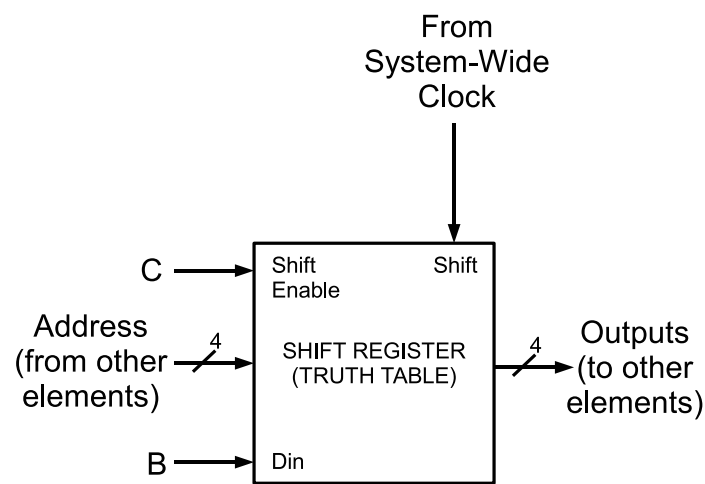 From
System-Wide
Clock
C
Shift
Enable
Shift
Address
(from other
elements)
4
SHIFT REGISTER
(TRUTH TABLE)
4
Outputs
(to other
elements)
B
Din